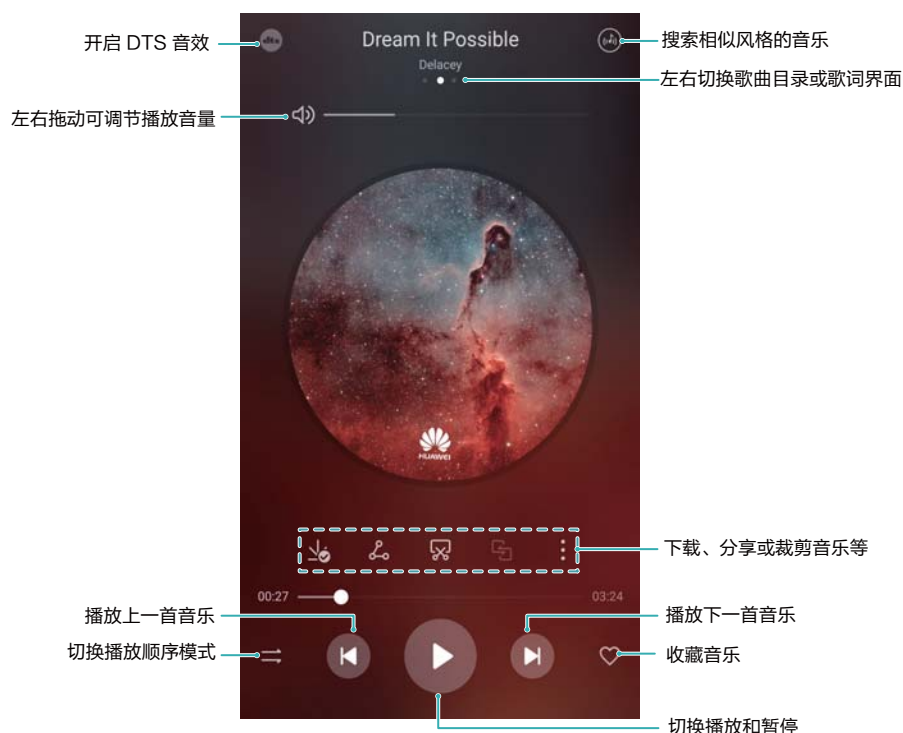 开启 DTS 音效
dts
Dream It Possible
搜索相似风格的音乐
Delacey
左右切换歌曲目录或歌词界面
左右拖动可调节播放音量
HUAWEI
下载、分享或裁剪音乐等
00:27
03:24
播放上一首音乐
播放下一首音乐
切换播放顺序模式
收藏音乐
切换播放和暂停